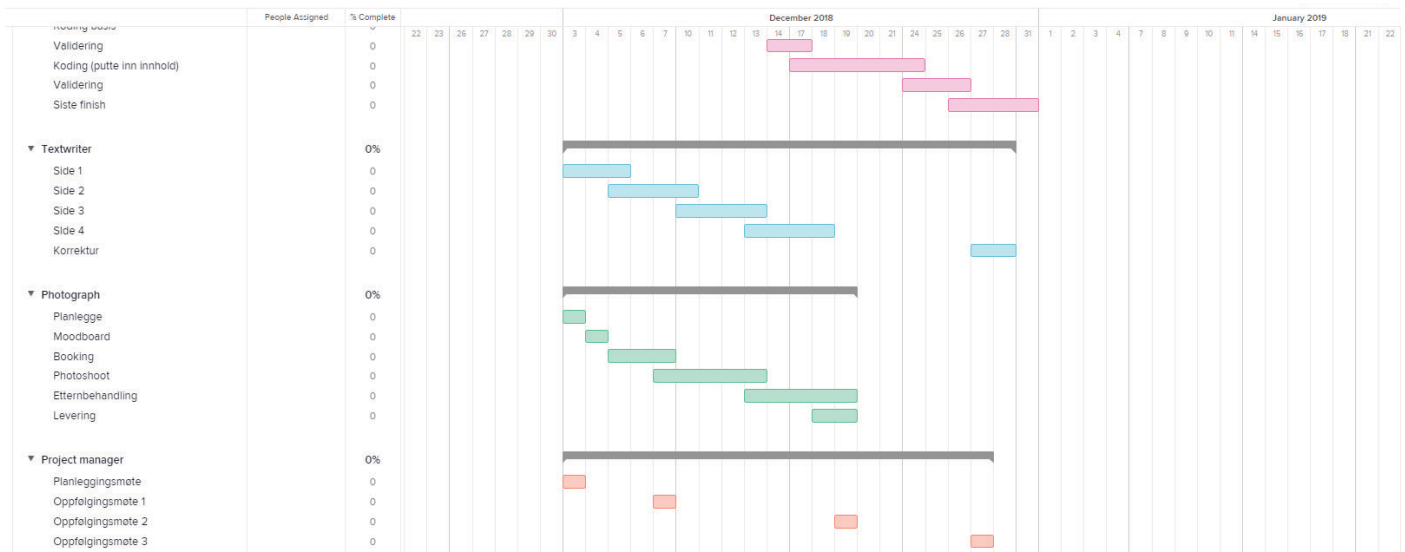 People Assigned % Complete December 2018 January 2019
22 23 26 27 28 29 30 3 4 5 6 7 10 11 12 13 14 17 18 19 20 21 24 25 26 27 28 31 1 2 3 4 7 8 9 10 11 14 15 16 17 18 21 22
Koding basis 0
Validering 0
Koding (putte inn innhold) 0
Validering 0
Siste finish 0
Textwriter 0%
Side 1 0
Side 2 0
Side 3 0
SIde 4 0
Korrektur 0
Photograph 0%
Planlegge 0
Moodboard 0
Booking 0
Photoshoot 0
Etternbehandling 0
Levering 0
Project manager 0%
Planleggingsmøte 0
Oppfølgingsmøte 1 0
Oppfølgingsmøte 2 0
Oppfølgingsmøte 3 0